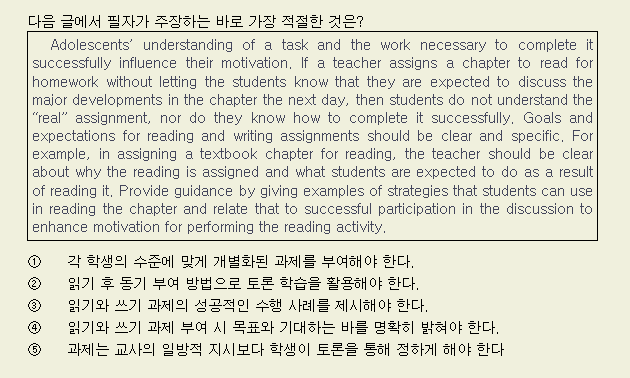 다음 글에서 필자가 주장하는 바로 가장 적절한 것은?
Adolescents’ understanding of a task and the work necessary to complete it
successfully influence their motivation. If a teacher assigns a chapter to read for
homework without letting the students know that they are expected to discuss the
major developments in the chapter the next day, then students do not understand the
“real” assignment, nor do they know how to complete it successfully. Goals and
expectations for reading and writing assignments should be clear and specific. For
example, in assigning a textbook chapter for reading, the teacher should be clear
about why the reading is assigned and what students are expected to do as a result
of reading it. Provide guidance by giving examples of strategies that students can use
in reading the chapter and relate that to successful participation in the discussion to
enhance motivation for performing the reading activity.
① 각 학생의 수준에 맞게 개별화된 과제를 부여해야 한다.
② 읽기 후 동기 부여 방법으로 토론 학습을 활용해야 한다.
③ 읽기와 쓰기 과제의 성공적인 수행 사례를 제시해야 한다.
④ 읽기와 쓰기 과제 부여 시 목표와 기대하는 바를 명확히 밝혀야 한다.
⑤ 과제는 교사의 일방적 지시보다 학생이 토론을 통해 정하게 해야 한다